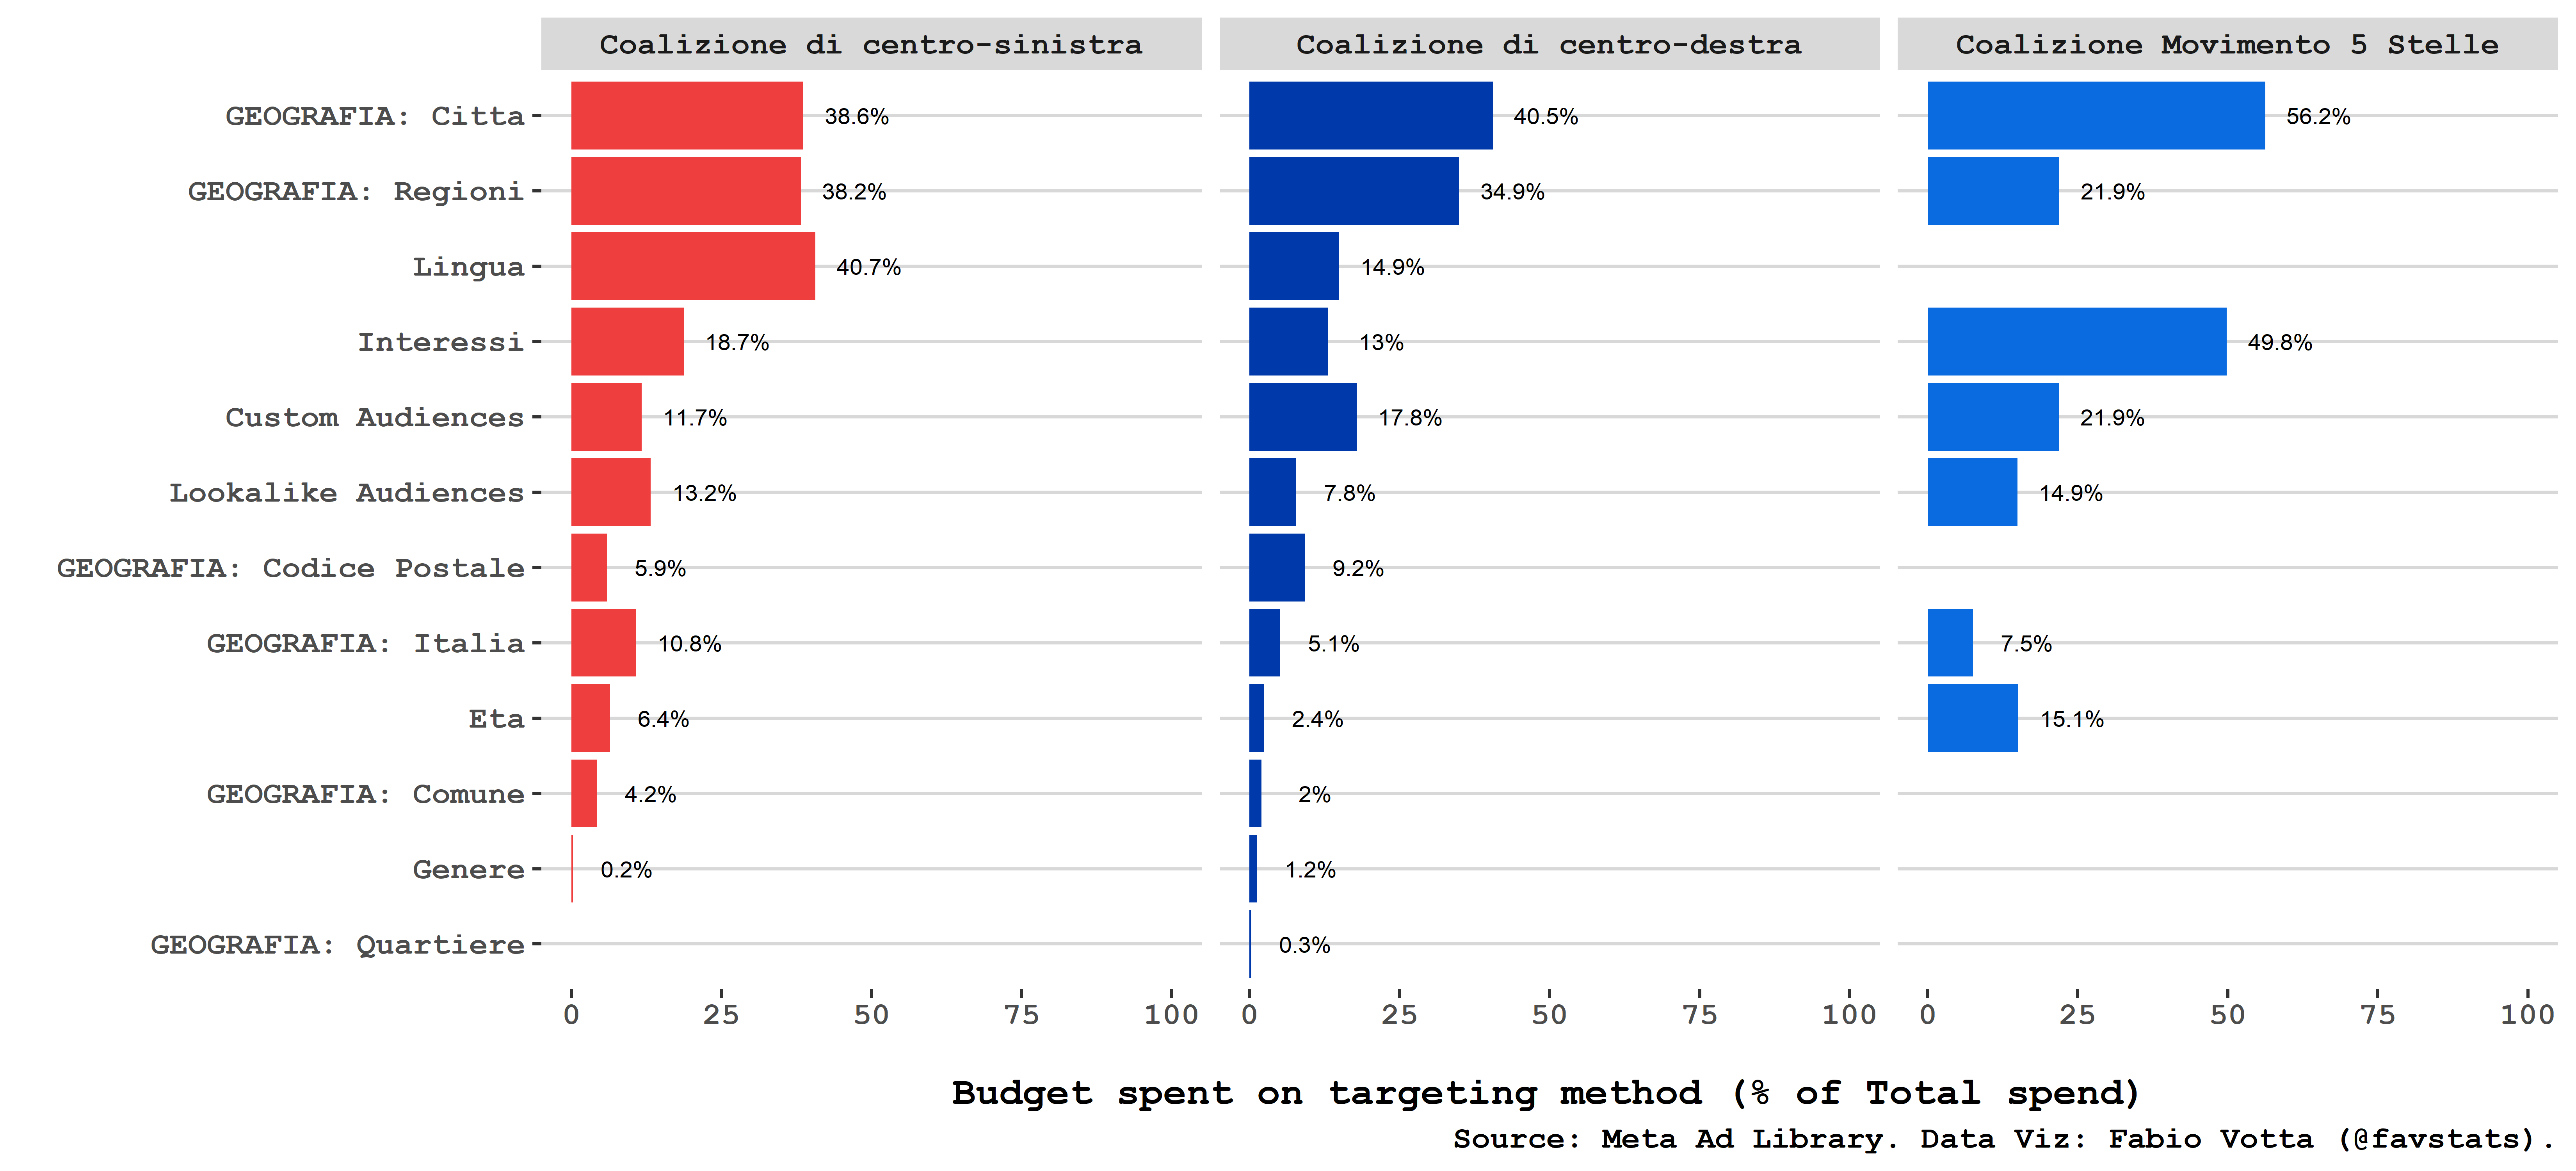 Coalizione di centro-sinistra Coalizione di centro-destra Coalizione Movimento 5 Stelle
GEOGRAFIA: Citta 38.6% 40.5% 56.2%
GEOGRAFIA: Regioni 38.2% 34.9% 21.9%
Lingua 40.7% 14.9%
Interessi 18.7% 13% 49.8%
Custom Audiences 11.7% 17.8% 21.9%
Lookalike Audiences 13.2% 7.8% 14.9%
GEOGRAFIA: Codice Postale 5.9% 9.2%
GEOGRAFIA: Italia 10.8% 5.1% 7.5%
Eta 6.4% 2.4% 15.1%
GEOGRAFIA: Comune 4.2% 2%
Genere 0.2% 1.2%
GEOGRAFIA: Quartiere 0.3%
0 25 50 75 100 0 25 50 75 100 0 25 50 75 100
Budget spent on targeting method (% of Total spend)
Source: Meta Ad Library. Data Viz: Fabio Votta (@favstats).